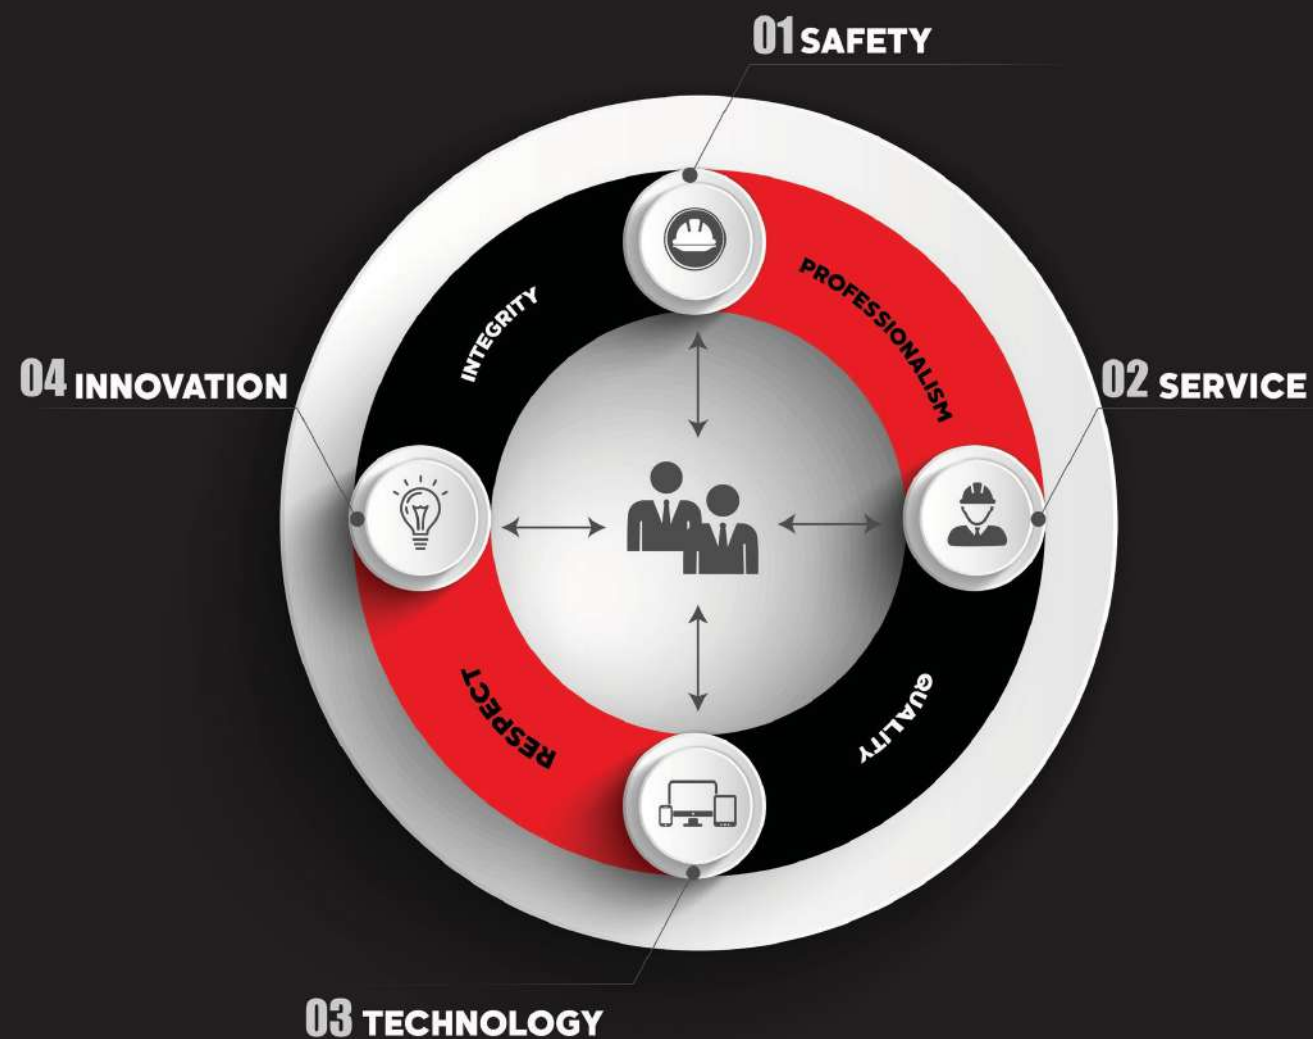 01 SAFETY
PROFESSIONALISM
INTEGRITY
04 INNOVATION
02 SERVICE
RESPECT
QUALITY
03 TECHNOLOGY